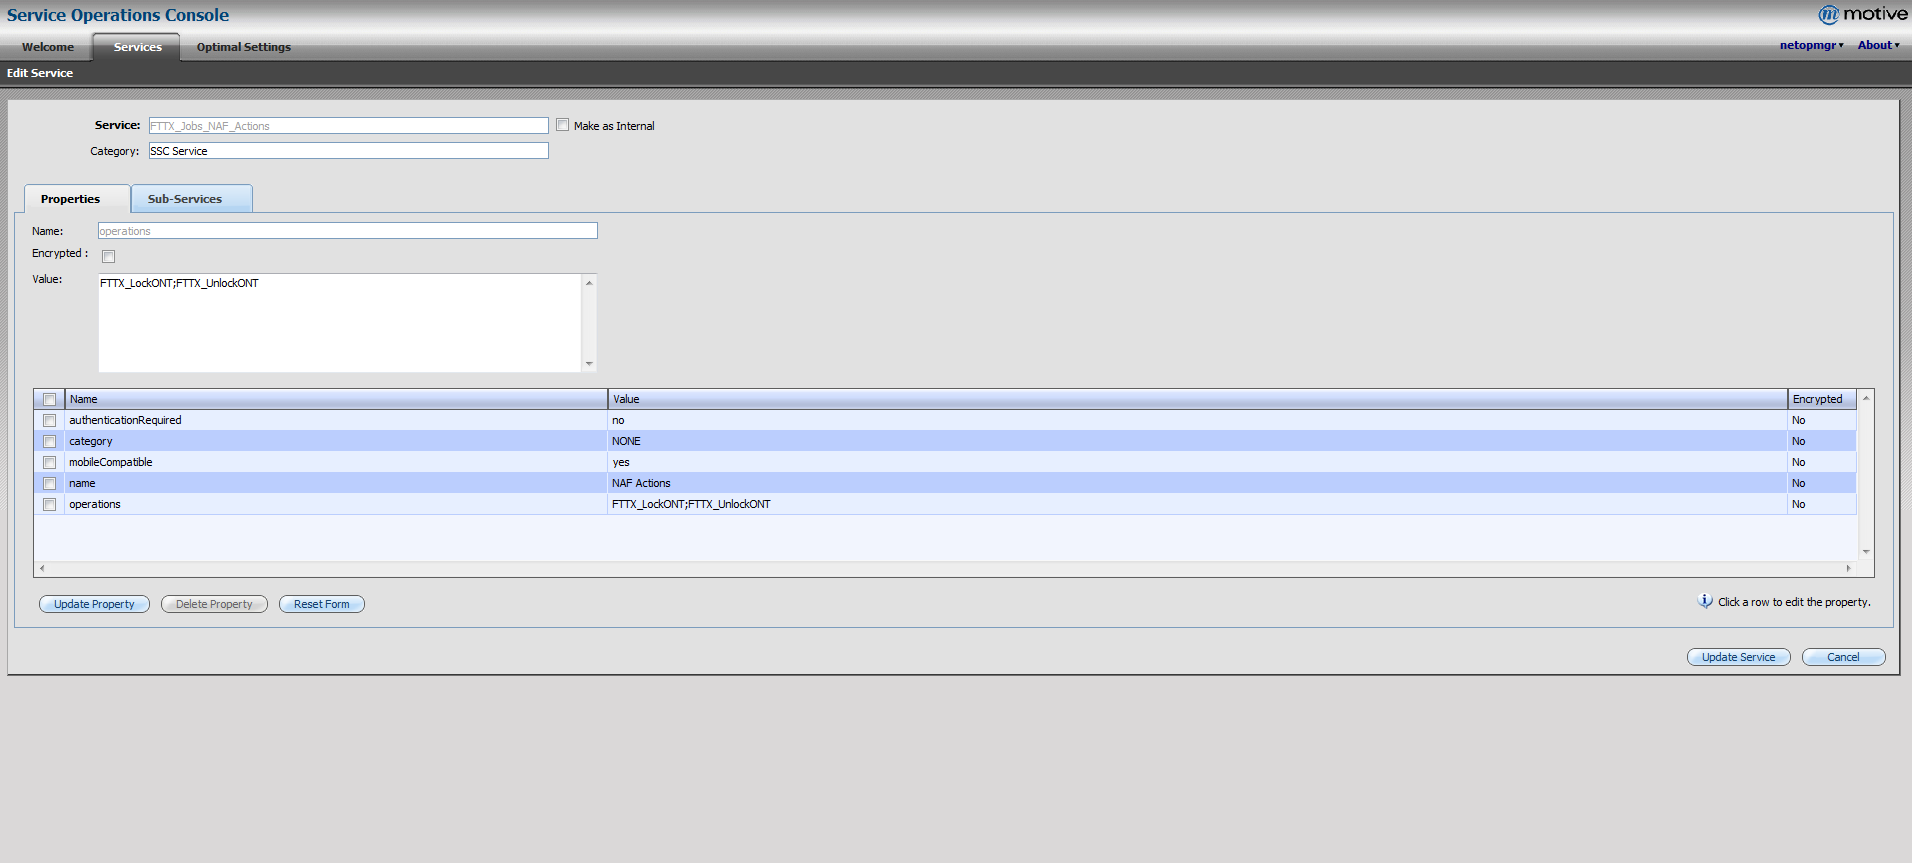 Service Operations Console
motive
Welcome
Services
Optimal Settings
netopmgr
About
Edit Service
Service: FTTX_Jobs_NAF_Actions
Make as Internal
Category: SSC Service
Properties
Sub-Services
Name: operations
Encrypted :
Value: FTTX_LockONT;FTTX_UnlockONT
Name Value Encrypted
authenticationRequired no No
category NONE No
mobileCompatible yes No
name NAF Actions No
operations FTTX_LockONT;FTTX_UnlockONT No
Update Property
Delete Property
Reset Form
Click a row to edit the property.
Update Service
Cancel